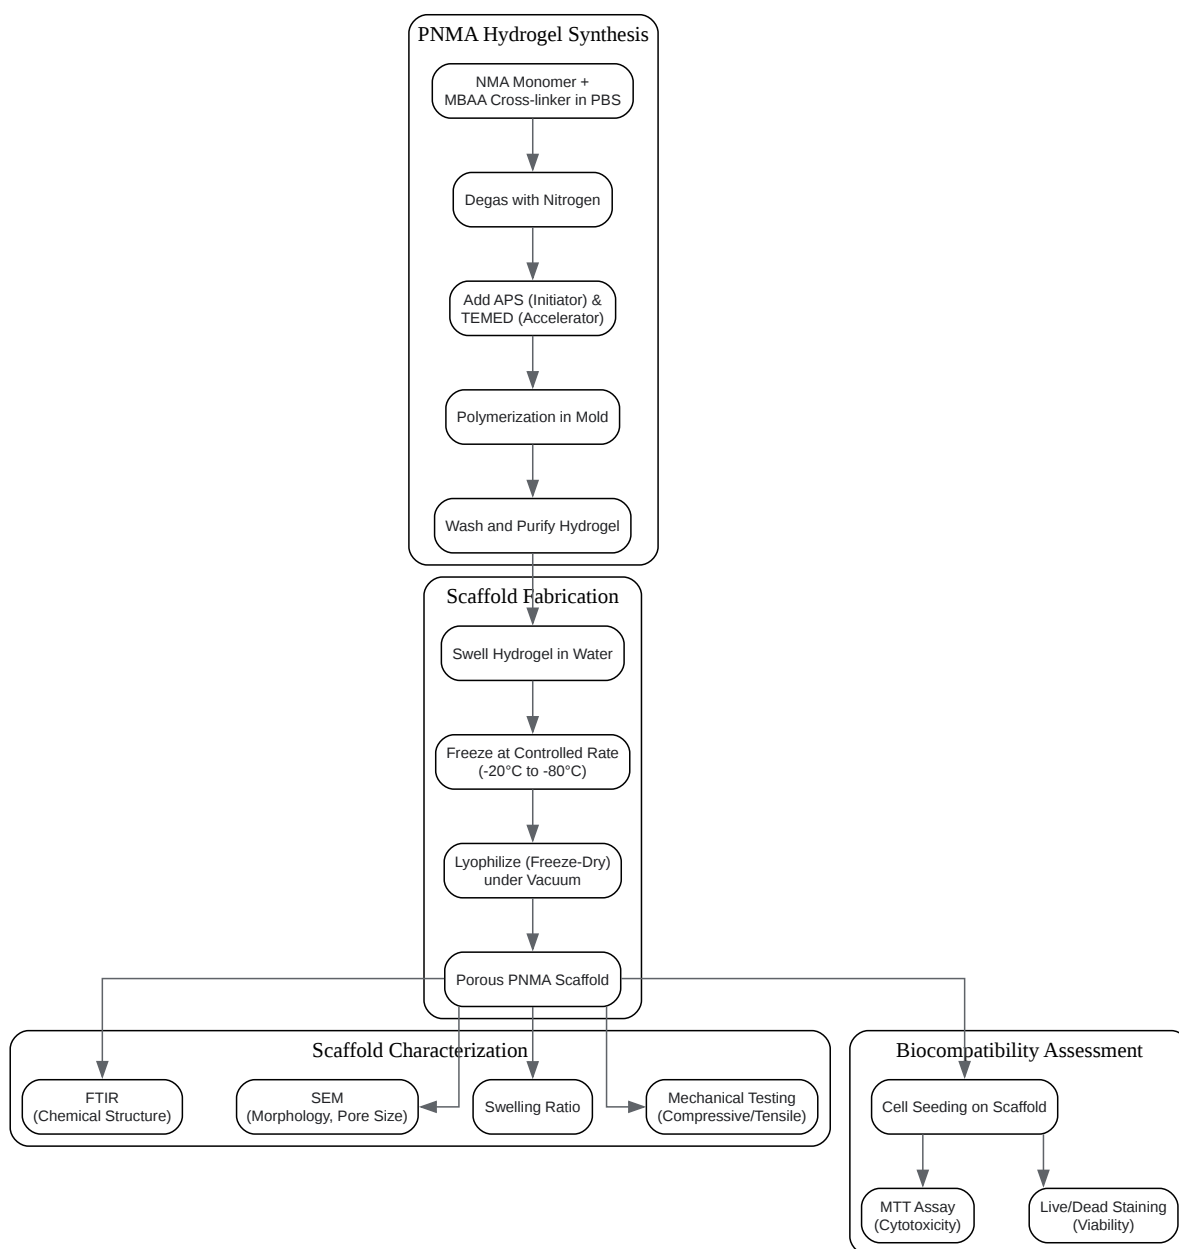 PNMA Hydrogel Synthesis
NMA Monomer +
MBAA Cross-linker in PBS
Degas with Nitrogen
Add APS (Initiator) &
TEMED (Accelerator)
Polymerization in Mold
Wash and Purify Hydrogel
Scaffold Fabrication
Swell Hydrogel in Water
Freeze at Controlled Rate
(-20°C to -80°C)
Lyophilize (Freeze-Dry)
under Vacuum
Porous PNMA Scaffold
Scaffold Characterization
FTIR
(Chemical Structure)
SEM
(Morphology, Pore Size)
Swelling Ratio
Mechanical Testing
(Compressive/Tensile)
Biocompatibility Assessment
Cell Seeding on Scaffold
MTT Assay
(Cytotoxicity)
Live/Dead Staining
(Viability)